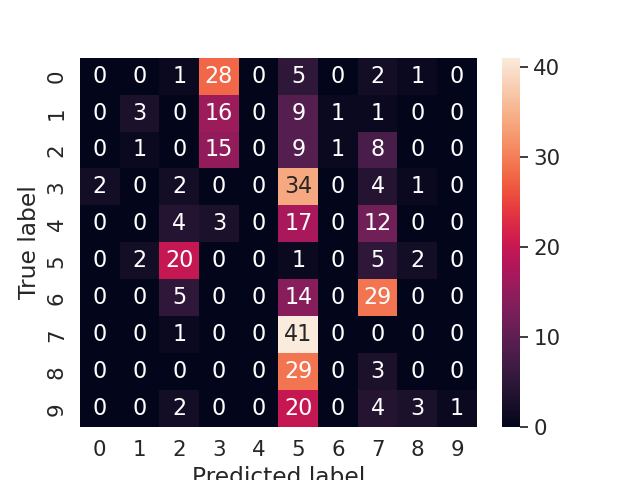 0 0 0 1 28 0 5 0 2 1 0
1 0 3 0 16 0 9 1 1 0 0
2 0 1 0 15 0 9 1 8 0 0
3 2 0 2 0 0 34 0 4 1 0
4 0 0 4 3 0 17 0 12 0 0
5 0 2 20 0 0 1 0 5 2 0
6 0 0 5 0 0 14 0 29 0 0
7 0 0 1 0 0 41 0 0 0 0
8 0 0 0 0 0 29 0 3 0 0
9 0 0 2 0 0 20 0 4 3 1
0 1 2 3 4 5 6 7 8 9
Predicted label
True label
40
30
20
10
0